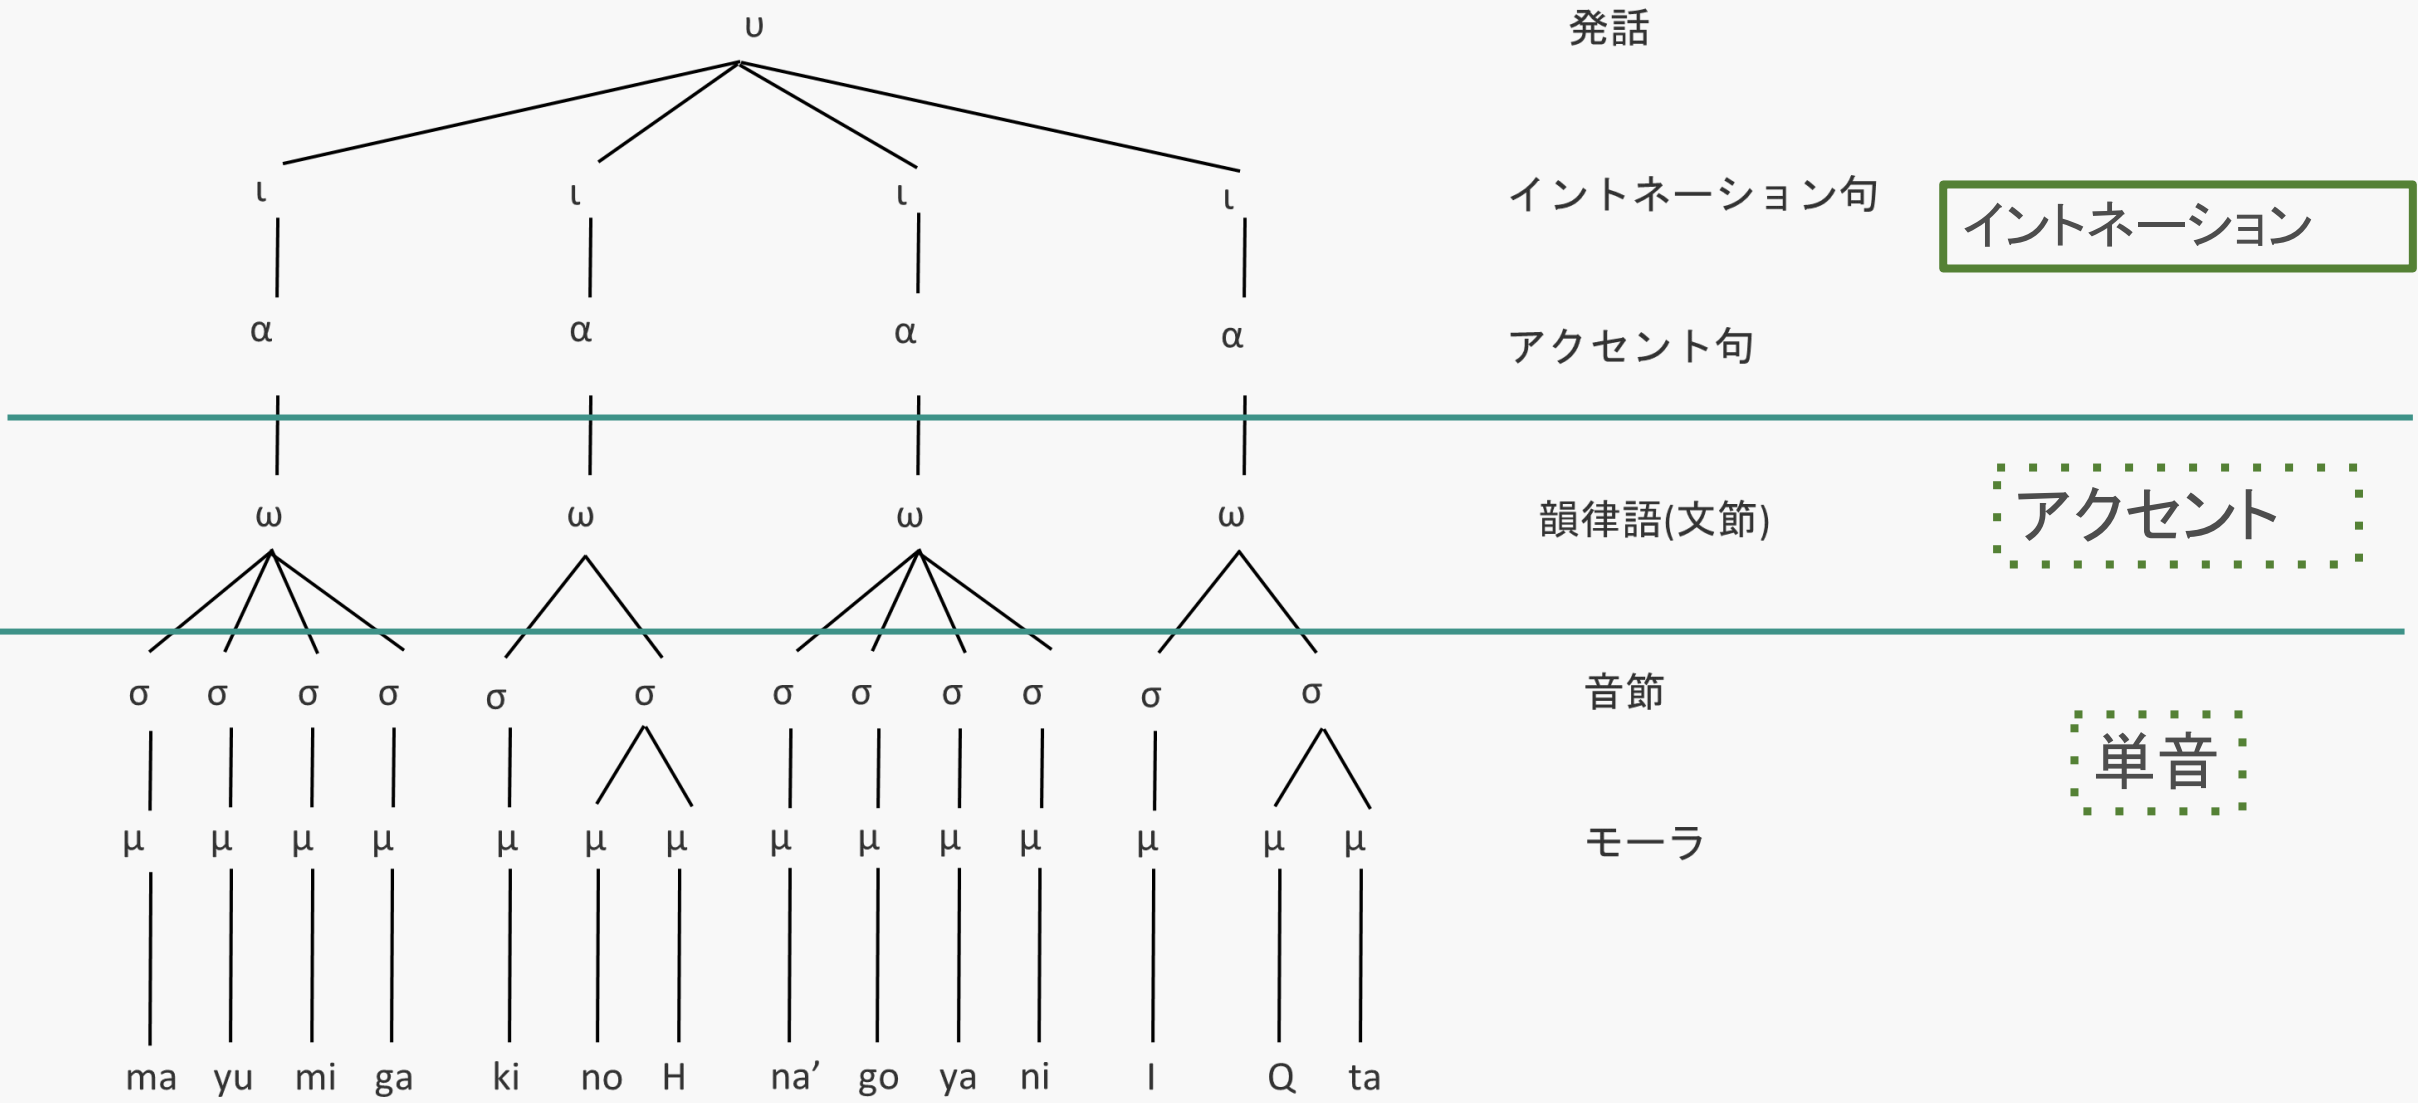 υ 発話
ι ι ι ι イントネーション句 イントネーション
α α α α アクセント句
ω ω ω ω 韻律語(文節) アクセント
σ σ σ σ σ σ σ σ σ σ σ σ 音節
単音
μ μ μ μ μ μ μ μ μ μ μ μ μ μ モーラ
ma yu mi ga ki no H na’ go ya ni I Q ta